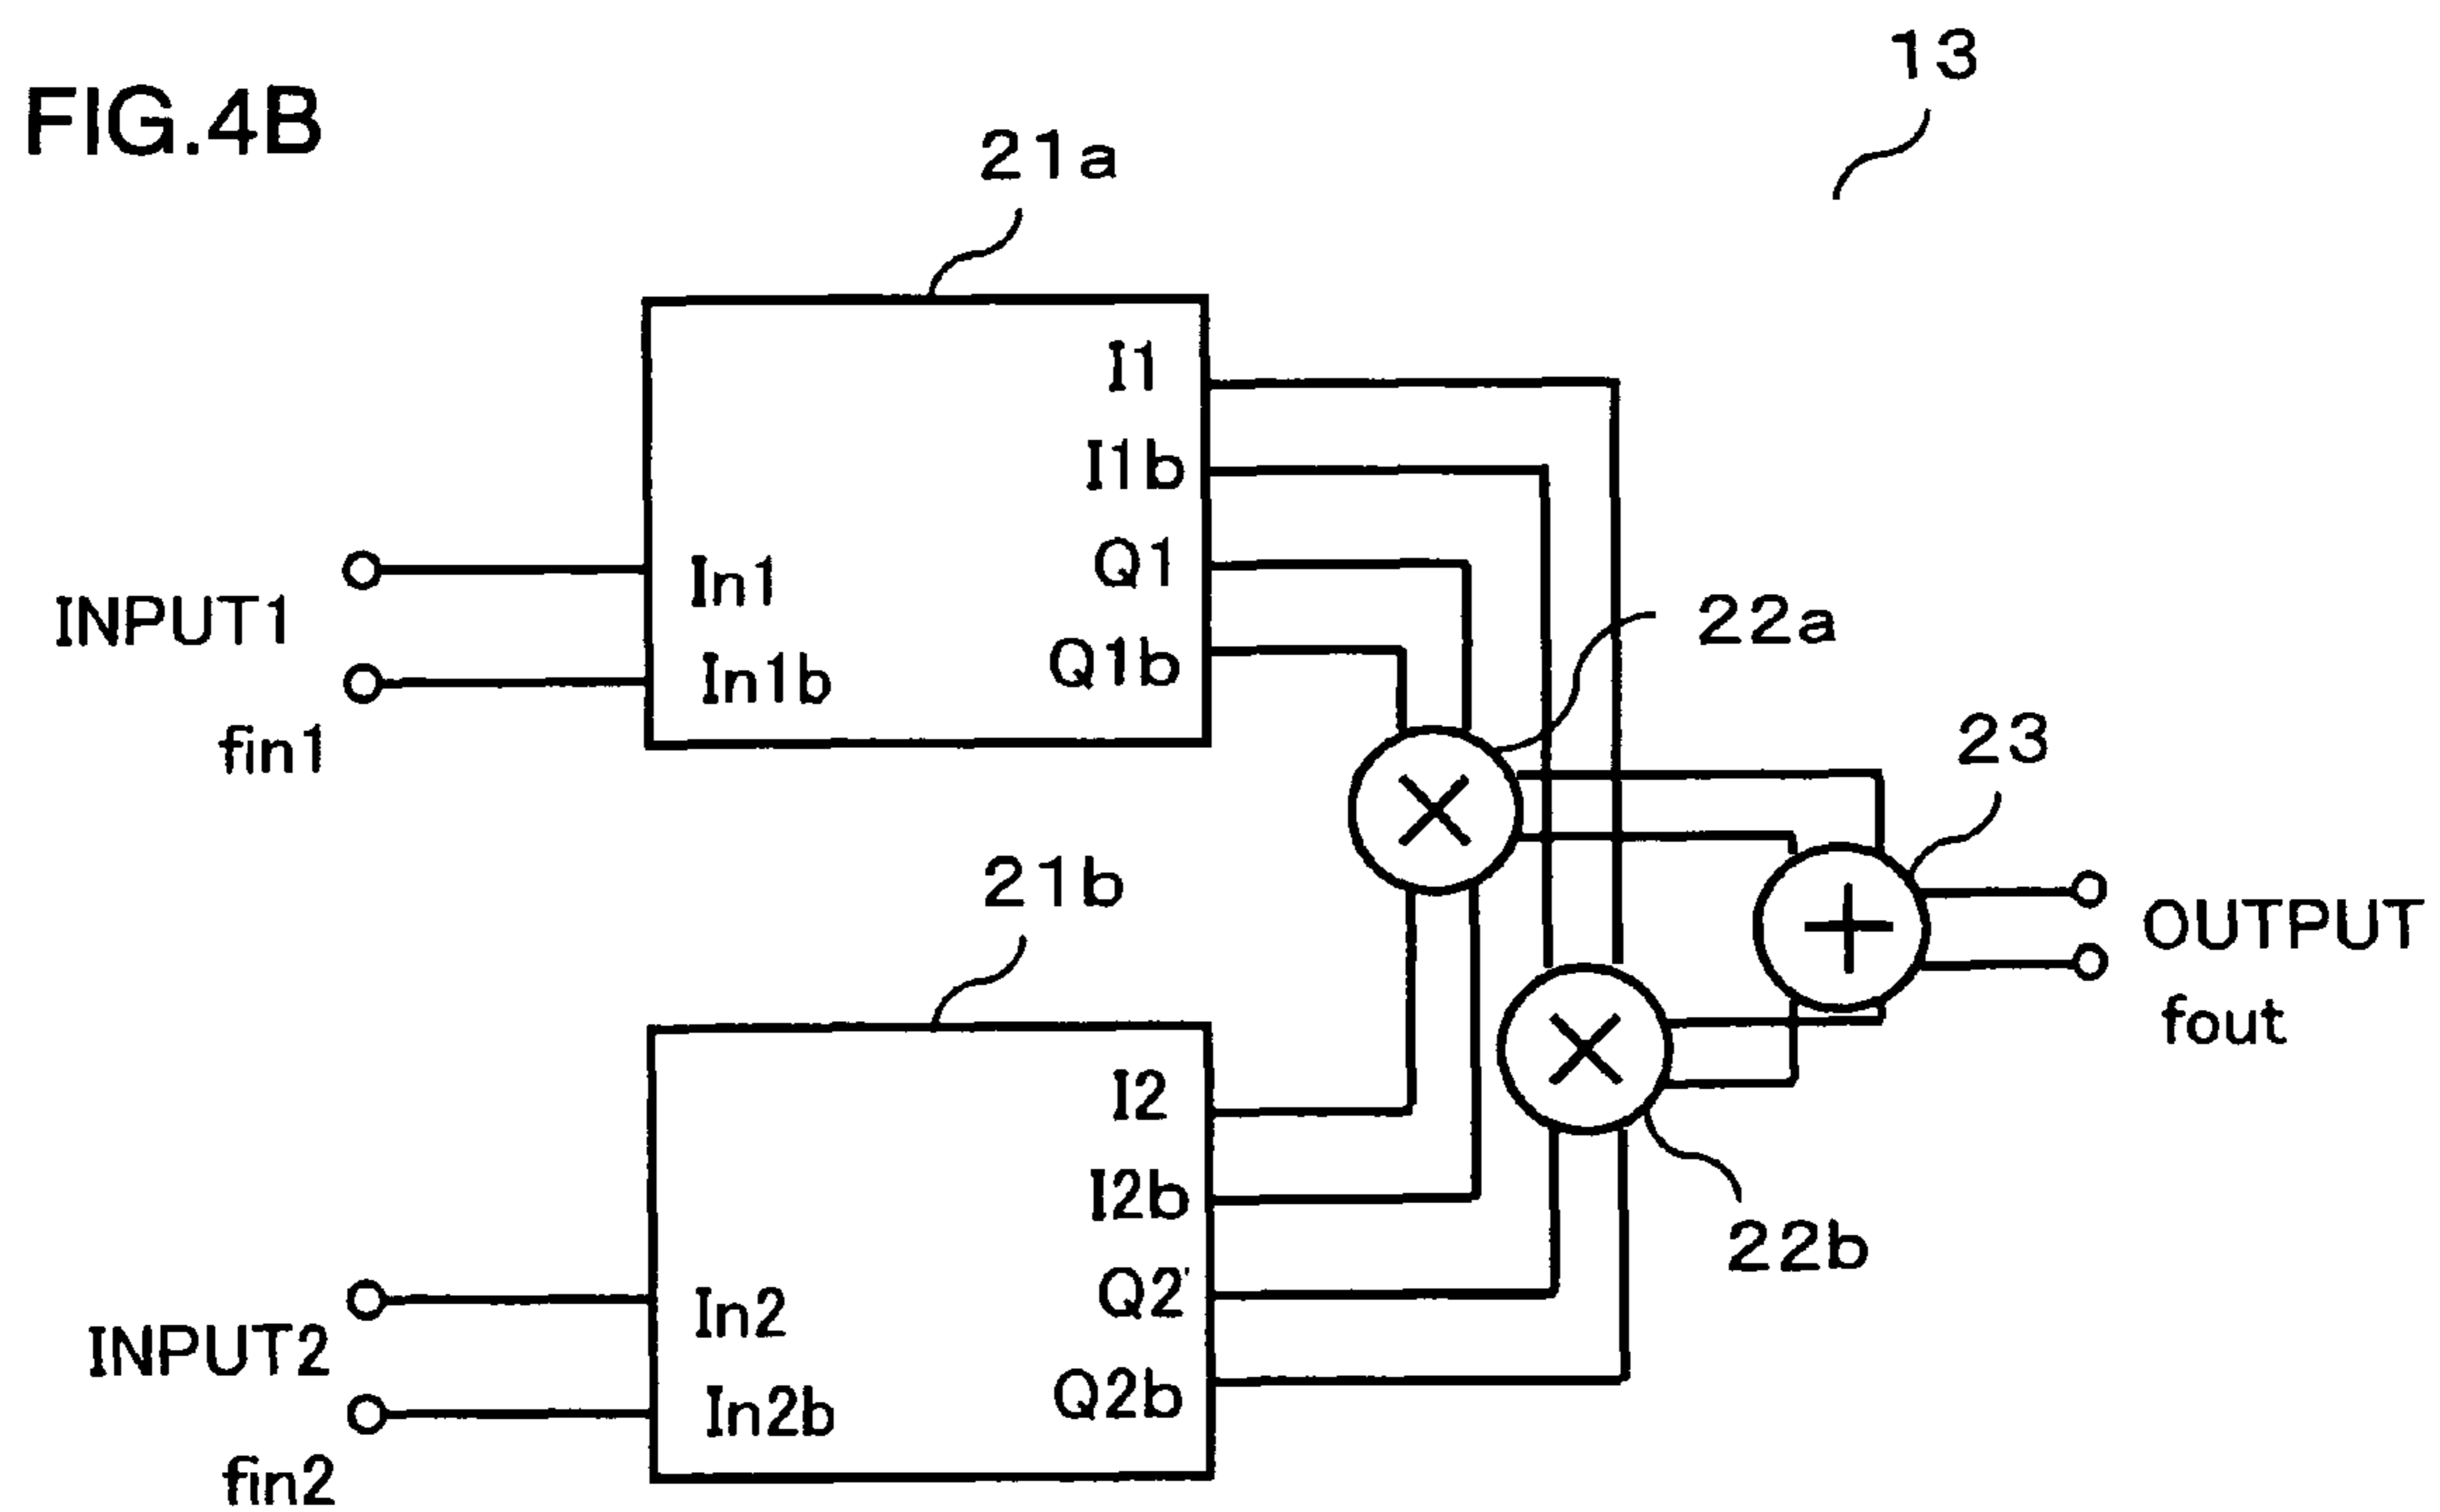 FIG.4B
13
21a
I1
I1b
Q1
Q1b
In1
In1b
INPUT1
fin1
22a
23
21b
OUTPUT
fout
I2
I2b
Q2'
Q2b
In2
In2b
INPUT2
fin2
22b